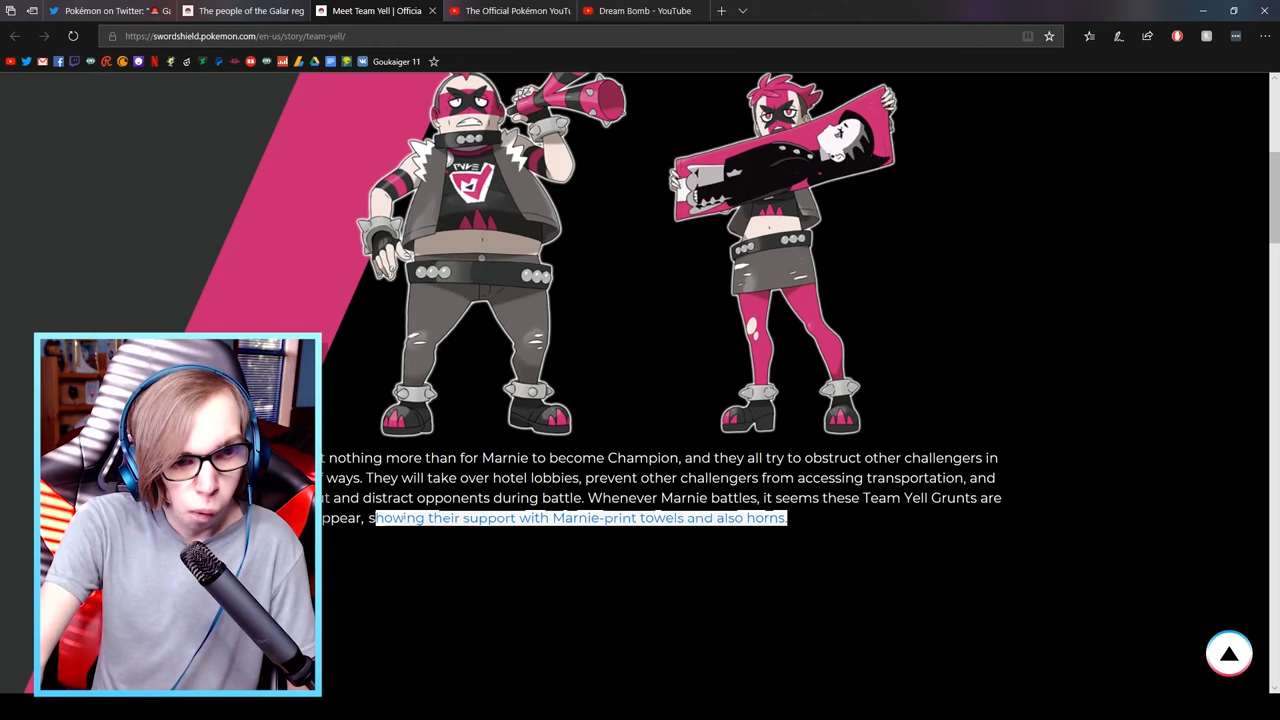 Pokémon on Twitter: "🚨 Ga
The people of the Galar reg
Meet Team Yell | Officia
The Official Pokémon YouTu
Dream Bomb - YouTube
https://swordshield.pokemon.com/en-us/story/team-yell/
Goukaiger 11
t nothing more than for Marnie to become Champion, and they all try to obstruct other challengers in
f ways. They will take over hotel lobbies, prevent other challengers from accessing transportation, and
ut and distract opponents during battle. Whenever Marnie battles, it seems these Team Yell Grunts are
ppear, showing their support with Marnie-print towels and also horns.